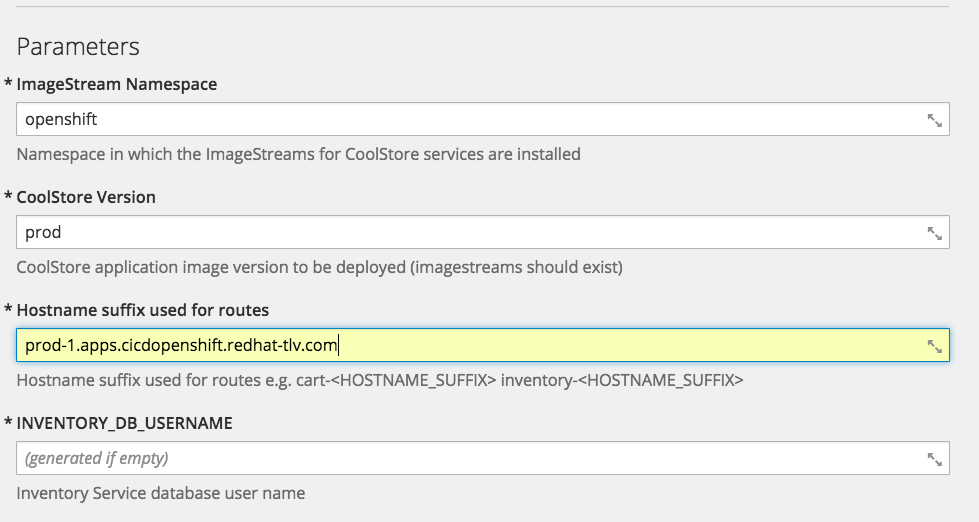 Parameters
* ImageStream Namespace
openshift
Namespace in which the ImageStreams for CoolStore services are installed
* CoolStore Version
prod
CoolStore application image version to be deployed (imagestreams should exist)
* Hostname suffix used for routes
prod-1.apps.cicdopenshift.redhat-tlv.com
Hostname suffix used for routes e.g. cart-<HOSTNAME_SUFFIX> inventory-<HOSTNAME_SUFFIX>
* INVENTORY_DB_USERNAME
(generated if empty)
Inventory Service database user name